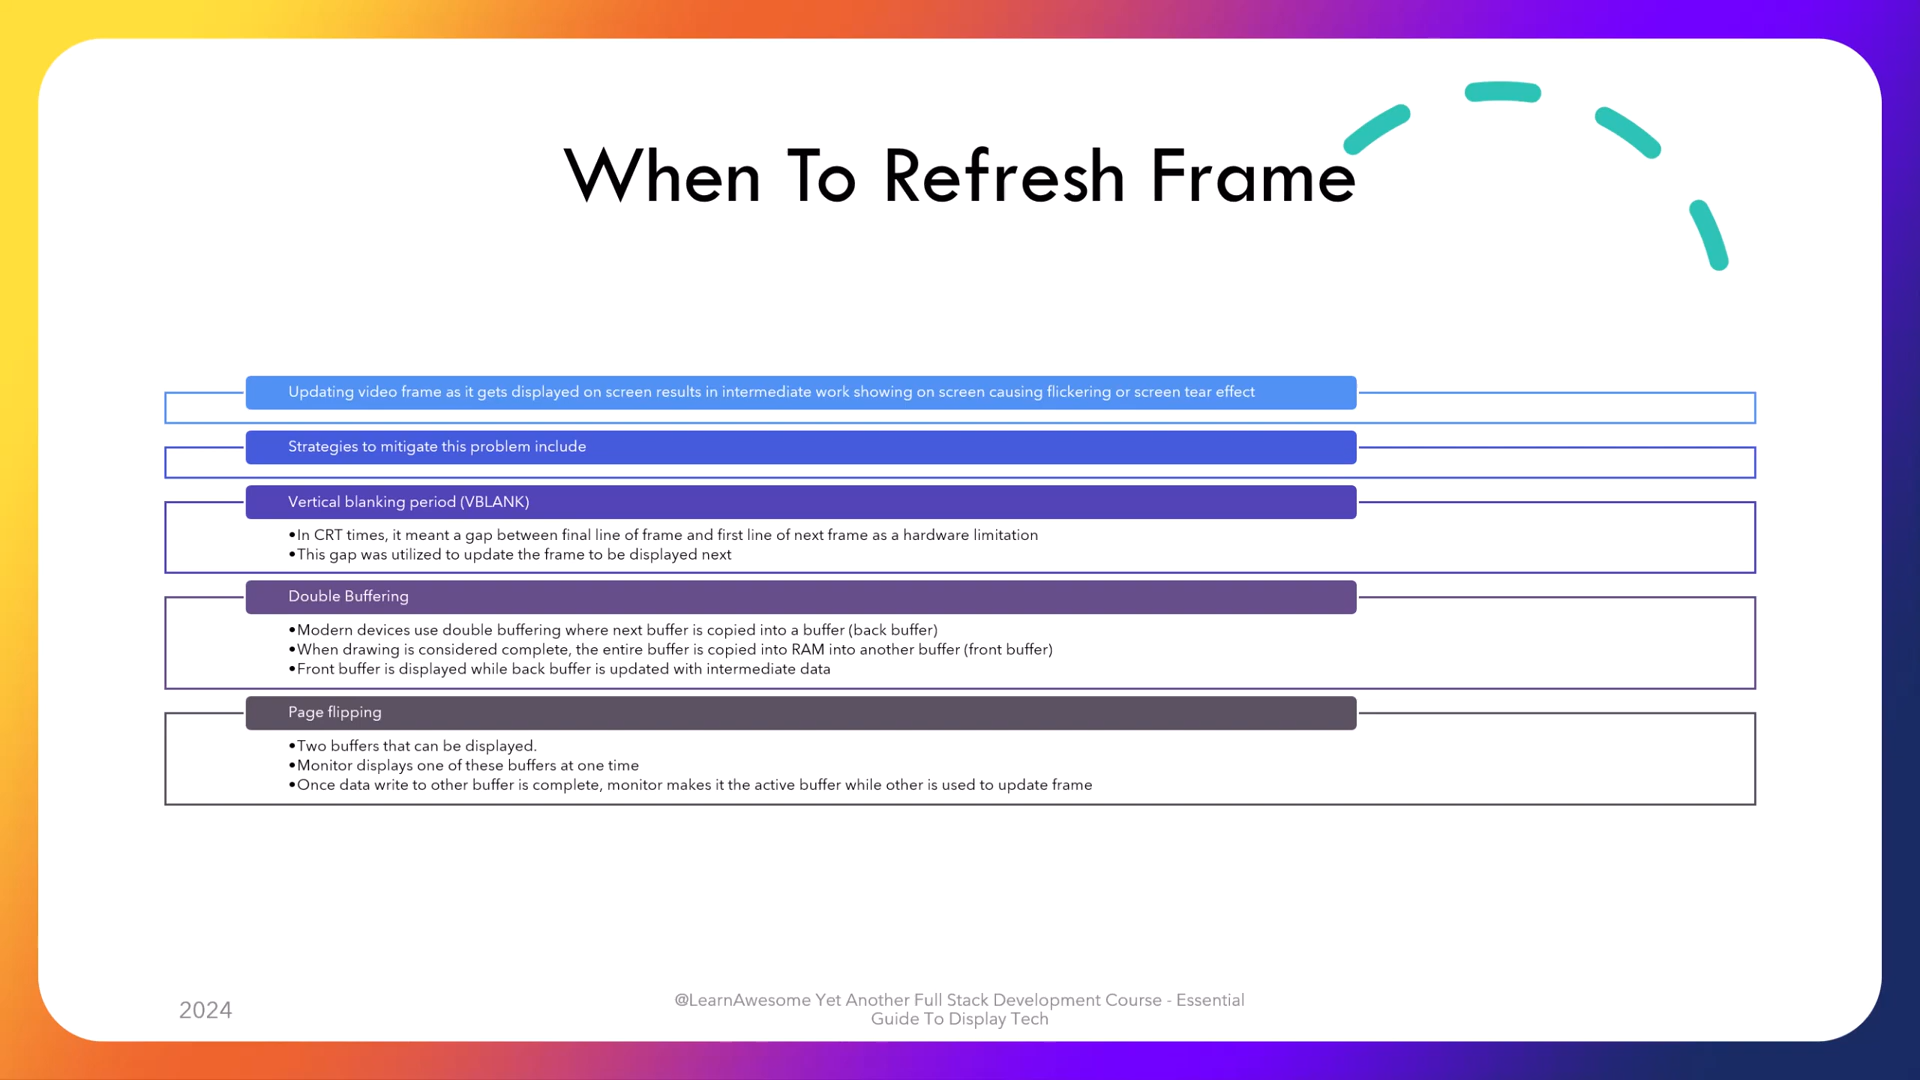 When To Refresh Frame
Updating video frame as it gets displayed on screen results in intermediate work showing on screen causing flickering or screen tear effect
Strategies to mitigate this problem include
Vertical blanking period (VBLANK)
•In CRT times, it meant a gap between final line of frame and first line of next frame as a hardware limitation
•This gap was utilized to update the frame to be displayed next
Double Buffering
•Modern devices use double buffering where next buffer is copied into a buffer (back buffer)
•When drawing is considered complete, the entire buffer is copied into RAM into another buffer (front buffer)
•Front buffer is displayed while back buffer is updated with intermediate data
Page flipping
•Two buffers that can be displayed.
•Monitor displays one of these buffers at one time
•Once data write to other buffer is complete, monitor makes it the active buffer while other is used to update frame
2024
@LearnAwesome Yet Another Full Stack Development Course - Essential
Guide To Display Tech